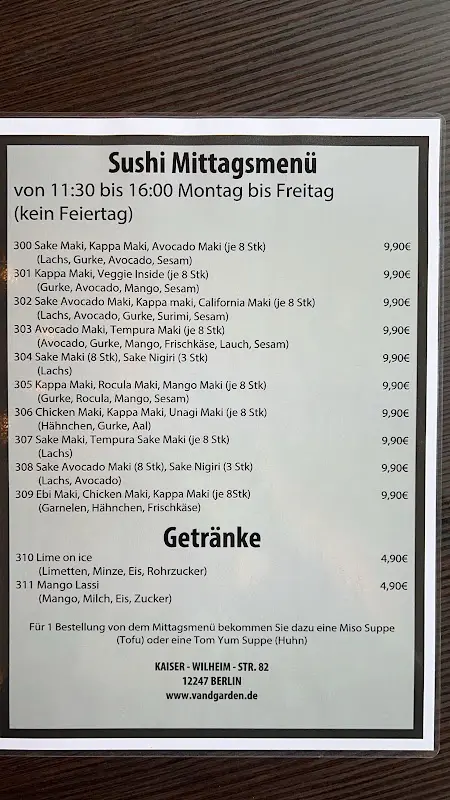 Sushi Mittagsmenü
von 11:30 bis 16:00 Montag bis Freitag
(kein Feiertag)
300 Sake Maki, Kappa Maki, Avocado Maki (je 8 Stk) 9,90€
(Lachs, Gurke, Avocado, Sesam)
301 Kappa Maki, Veggie Inside (je 8 Stk) 9,90€
(Gurke, Avocado, Mango, Sesam)
302 Sake Avocado Maki, Kappa maki, California Maki (je 8 Stk) 9,90€
(Lachs, Avocado, Gurke, Surimi, Sesam)
303 Avocado Maki, Tempura Maki (je 8 Stk) 9,90€
(Avocado, Gurke, Mango, Frischkäse, Lauch, Sesam)
304 Sake Maki (8 Stk), Sake Nigiri (3 Stk) 9,90€
(Lachs)
305 Kappa Maki, Rocula Maki, Mango Maki (je 8 Stk) 9,90€
(Gurke, Rocula, Mango, Sesam)
306 Chicken Maki, Kappa Maki, Unagi Maki (je 8 Stk) 9,90€
(Hähnchen, Gurke, Aal)
307 Sake Maki, Tempura Sake Maki (je 8 Stk) 9,90€
(Lachs)
308 Sake Avocado Maki (8 Stk), Sake Nigiri (3 Stk) 9,90€
(Lachs, Avocado)
309 Ebi Maki, Chicken Maki, Kappa Maki (je 8Stk) 9,90€
(Garnelen, Hähnchen, Frischkäse)
Getränke
310 Lime on ice 4,90€
(Limetten, Minze, Eis, Rohrzucker)
311 Mango Lassi 4,90€
(Mango, Milch, Eis, Zucker)
Für 1 Bestellung von dem Mittagsmenü bekommen Sie dazu eine Miso Suppe
(Tofu) oder eine Tom Yum Suppe (Huhn)
KAISER - WILHEIM - STR. 82
12247 BERLIN
www.vandgarden.de